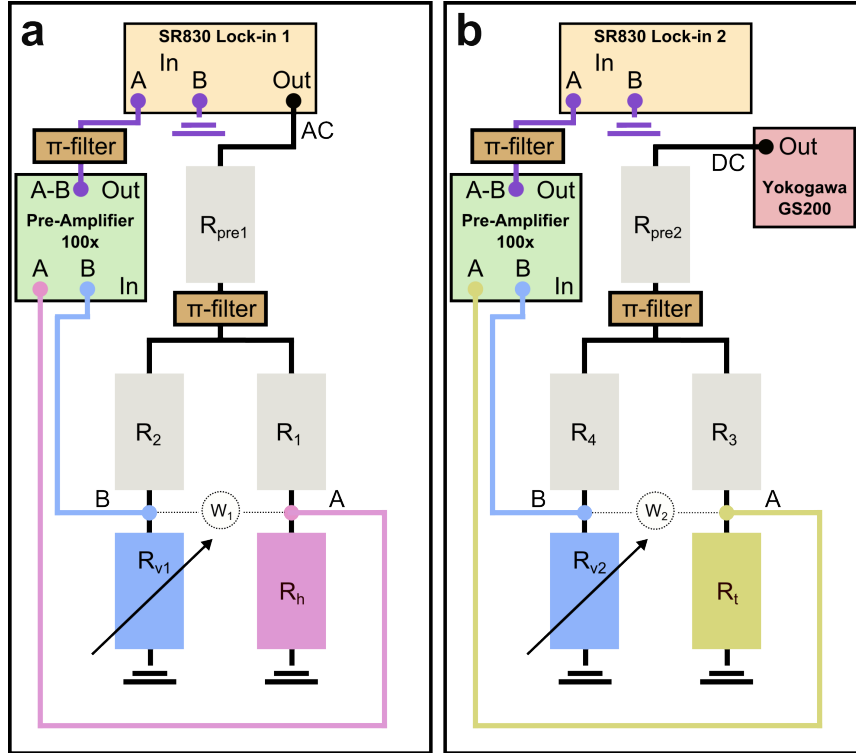 a
SR830 Lock-in 1
In
A B Out
AC
π-filter
A-B Out
Pre-Amplifier
100x
A B In
Rpre1
π-filter
R2 R1
B W1 A
Rv1 Rh
b
SR830 Lock-in 2
In
A B
DC Out
Yokogawa
GS200
π-filter
A-B Out
Pre-Amplifier
100x
A B In
Rpre2
π-filter
R4 R3
B W2 A
Rv2 Rt